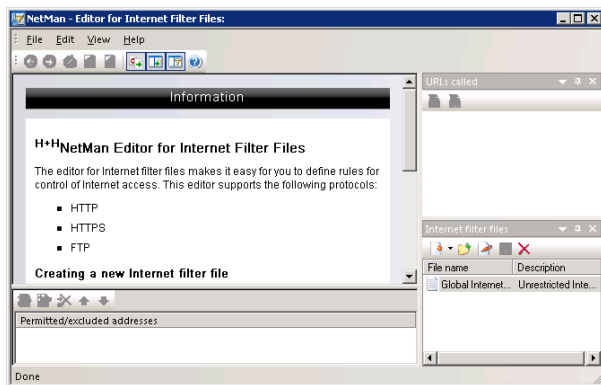 NetMan - Editor for Internet Filter Files:
File Edit View Help
Information
H+HNetMan Editor for Internet Filter Files
The editor for Internet filter files makes it easy for you to define rules for
control of Internet access. This editor supports the following protocols:
HTTP
HTTPS
FTP
Creating a new Internet filter file
Permitted/excluded addresses
URLs called
Internet filter files
File name Description
Global Internet... Unrestricted Inte...
Done